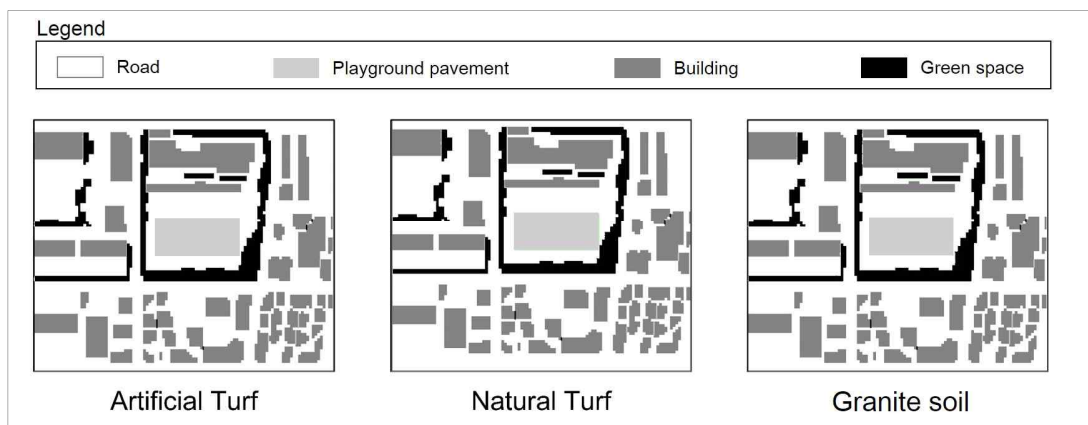 Legend
Road Playground pavement Building Green space
Artificial Turf Natural Turf Granite soil